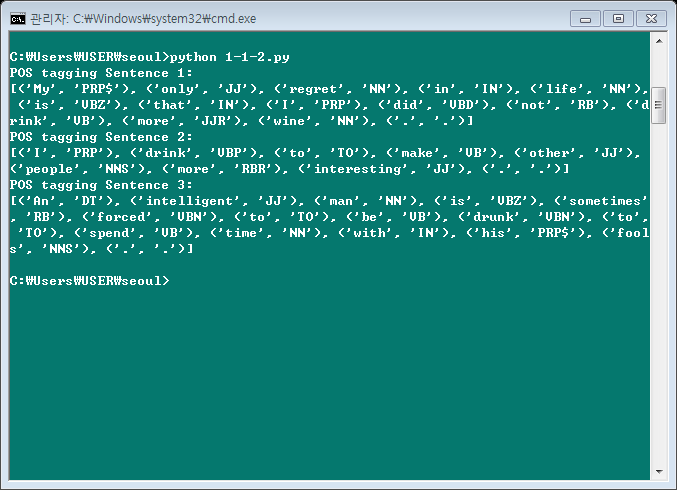 관리자: C:₩Windows₩system32₩cmd.exe
C:₩Users₩USER₩seoul>python 1-1-2.py
POS tagging Sentence 1:
[('My', 'PRP$'), ('only', 'JJ'), ('regret', 'NN'), ('in', 'IN'), ('life', 'NN'),
 ('is', 'VBZ'), ('that', 'IN'), ('I', 'PRP'), ('did', 'VBD'), ('not', 'RB'), ('d
rink', 'VB'), ('more', 'JJR'), ('wine', 'NN'), ('.', '.')]
POS tagging Sentence 2:
[('I', 'PRP'), ('drink', 'VBP'), ('to', 'TO'), ('make', 'VB'), ('other', 'JJ'),
('people', 'NNS'), ('more', 'RBR'), ('interesting', 'JJ'), ('.', '.')]
POS tagging Sentence 3:
[('An', 'DT'), ('intelligent', 'JJ'), ('man', 'NN'), ('is', 'VBZ'), ('sometimes'
, 'RB'), ('forced', 'VBN'), ('to', 'TO'), ('be', 'VB'), ('drunk', 'VBN'), ('to',
 'TO'), ('spend', 'VB'), ('time', 'NN'), ('with', 'IN'), ('his', 'PRP$'), ('fool
s', 'NNS'), ('.', '.')]
C:₩Users₩USER₩seoul>